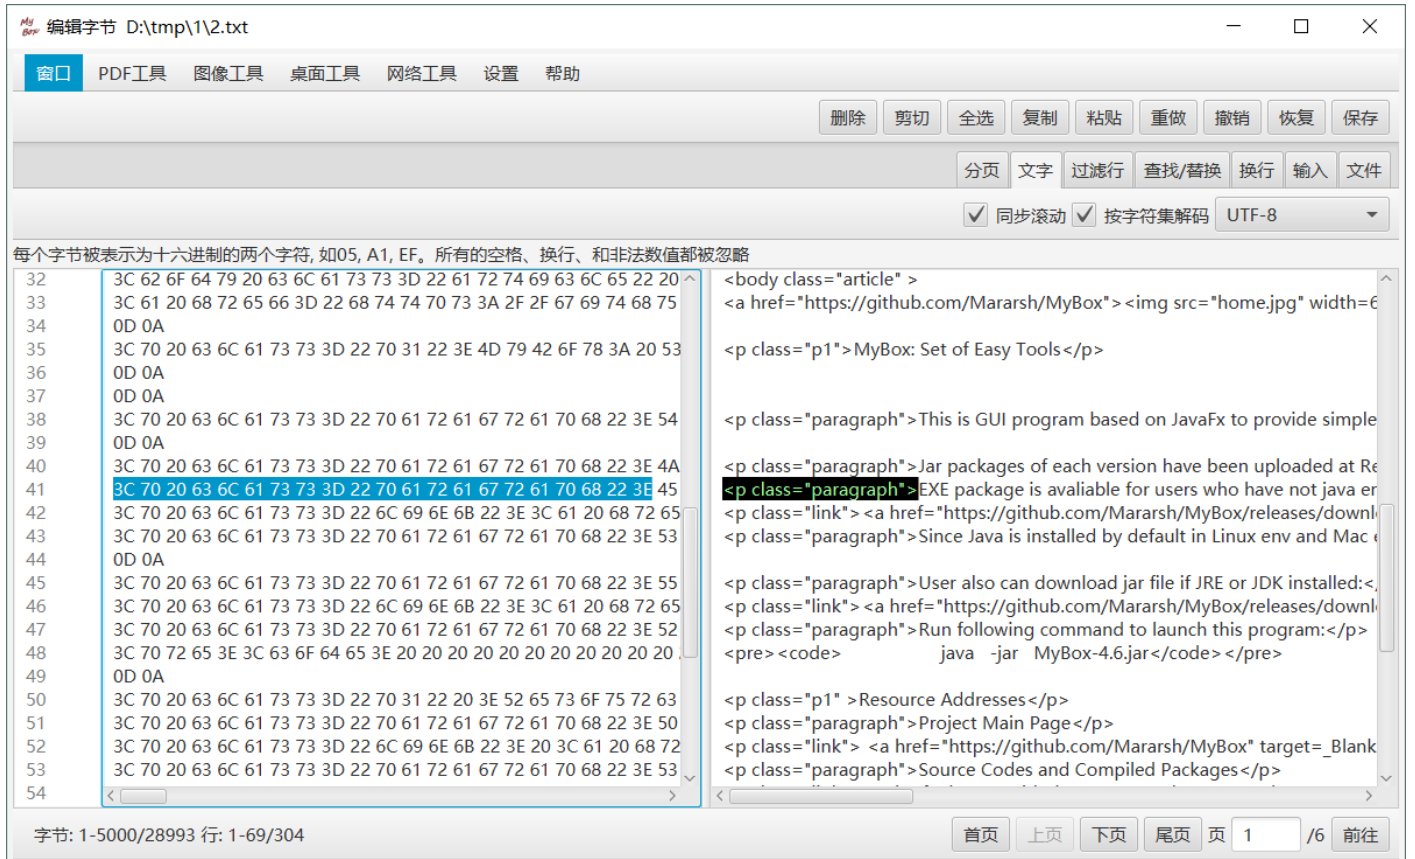 My Box 编辑字节 D:\tmp\1\2.txt
窗口 PDF工具 图像工具 桌面工具 网络工具 设置 帮助
删除 剪切 全选 复制 粘贴 重做 撤销 恢复 保存
分页 文字 过滤行 查找/替换 换行 输入 文件
同步滚动 按字符集解码 UTF-8
每个字节被表示为十六进制的两个字符, 如05, A1, EF。所有的空格、换行、和非法数值都被忽略
32 3C 62 6F 64 79 20 63 6C 61 73 73 3D 22 61 72 74 69 63 6C 65 22 20 <body class="article" >
33 3C 61 20 68 72 65 66 3D 22 68 74 74 70 73 3A 2F 2F 67 69 74 68 75 <a href="https://github.com/Mararsh/MyBox"><img src="home.jpg" width=6
34 0D 0A
35 3C 70 20 63 6C 61 73 73 3D 22 70 31 22 3E 4D 79 42 6F 78 3A 20 53 <p class="p1">MyBox: Set of Easy Tools</p>
36 0D 0A
37 0D 0A
38 3C 70 20 63 6C 61 73 73 3D 22 70 61 72 61 67 72 61 70 68 22 3E 54 <p class="paragraph">This is GUI program based on JavaFx to provide simple
39 0D 0A
40 3C 70 20 63 6C 61 73 73 3D 22 70 61 72 61 67 72 61 70 68 22 3E 4A <p class="paragraph">Jar packages of each version have been uploaded at Re
41 3C 70 20 63 6C 61 73 73 3D 22 70 61 72 61 67 72 61 70 68 22 3E 45 <p class="paragraph">EXE package is avaliable for users who have not java en
42 3C 70 20 63 6C 61 73 73 3D 22 6C 69 6E 6B 22 3E 3C 61 20 68 72 65 <p class="link"><a href="https://github.com/Mararsh/MyBox/releases/downl
43 3C 70 20 63 6C 61 73 73 3D 22 70 61 72 61 67 72 61 70 68 22 3E 53 <p class="paragraph">Since Java is installed by default in Linux env and Mac
44 0D 0A
45 3C 70 20 63 6C 61 73 73 3D 22 70 61 72 61 67 72 61 70 68 22 3E 55 <p class="paragraph">User also can download jar file if JRE or JDK installed:<
46 3C 70 20 63 6C 61 73 73 3D 22 6C 69 6E 6B 22 3E 3C 61 20 68 72 65 <p class="link"><a href="https://github.com/Mararsh/MyBox/releases/downl
47 3C 70 20 63 6C 61 73 73 3D 22 70 61 72 61 67 72 61 70 68 22 3E 52 <p class="paragraph">Run following command to launch this program:</p>
48 3C 70 72 65 3E 3C 63 6F 64 65 3E 20 20 20 20 20 20 20 20 20 20 20 <pre><code> java -jar MyBox-4.6.jar</code></pre>
49 0D 0A
50 3C 70 20 63 6C 61 73 73 3D 22 70 31 22 20 3E 52 65 73 6F 75 72 63 <p class="p1" >Resource Addresses</p>
51 3C 70 20 63 6C 61 73 73 3D 22 70 61 72 61 67 72 61 70 68 22 3E 50 <p class="paragraph">Project Main Page</p>
52 3C 70 20 63 6C 61 73 73 3D 22 6C 69 6E 6B 22 3E 20 3C 61 20 68 72 <p class="link"> <a href="https://github.com/Mararsh/MyBox" target=_Blank
53 3C 70 20 63 6C 61 73 73 3D 22 70 61 72 61 67 72 61 70 68 22 3E 53 <p class="paragraph">Source Codes and Compiled Packages</p>
54
字节: 1-5000/28993 行: 1-69/304 首页 上页 下页 尾页 页 1 /6 前往